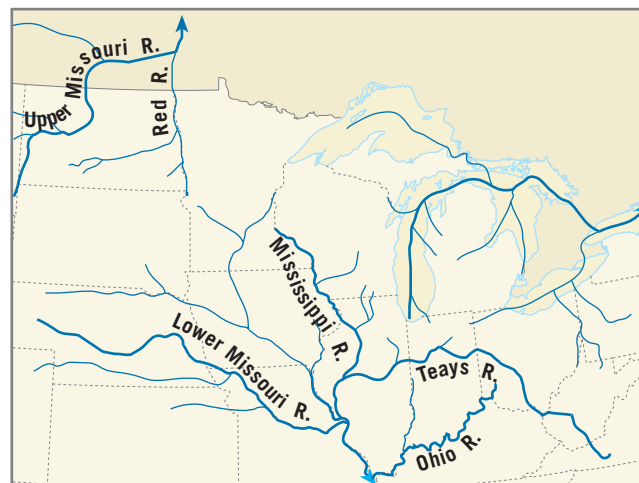 Upper Missouri R.
Red R.
Mississippi R.
Lower Missouri R.
Teays R.
Ohio R.